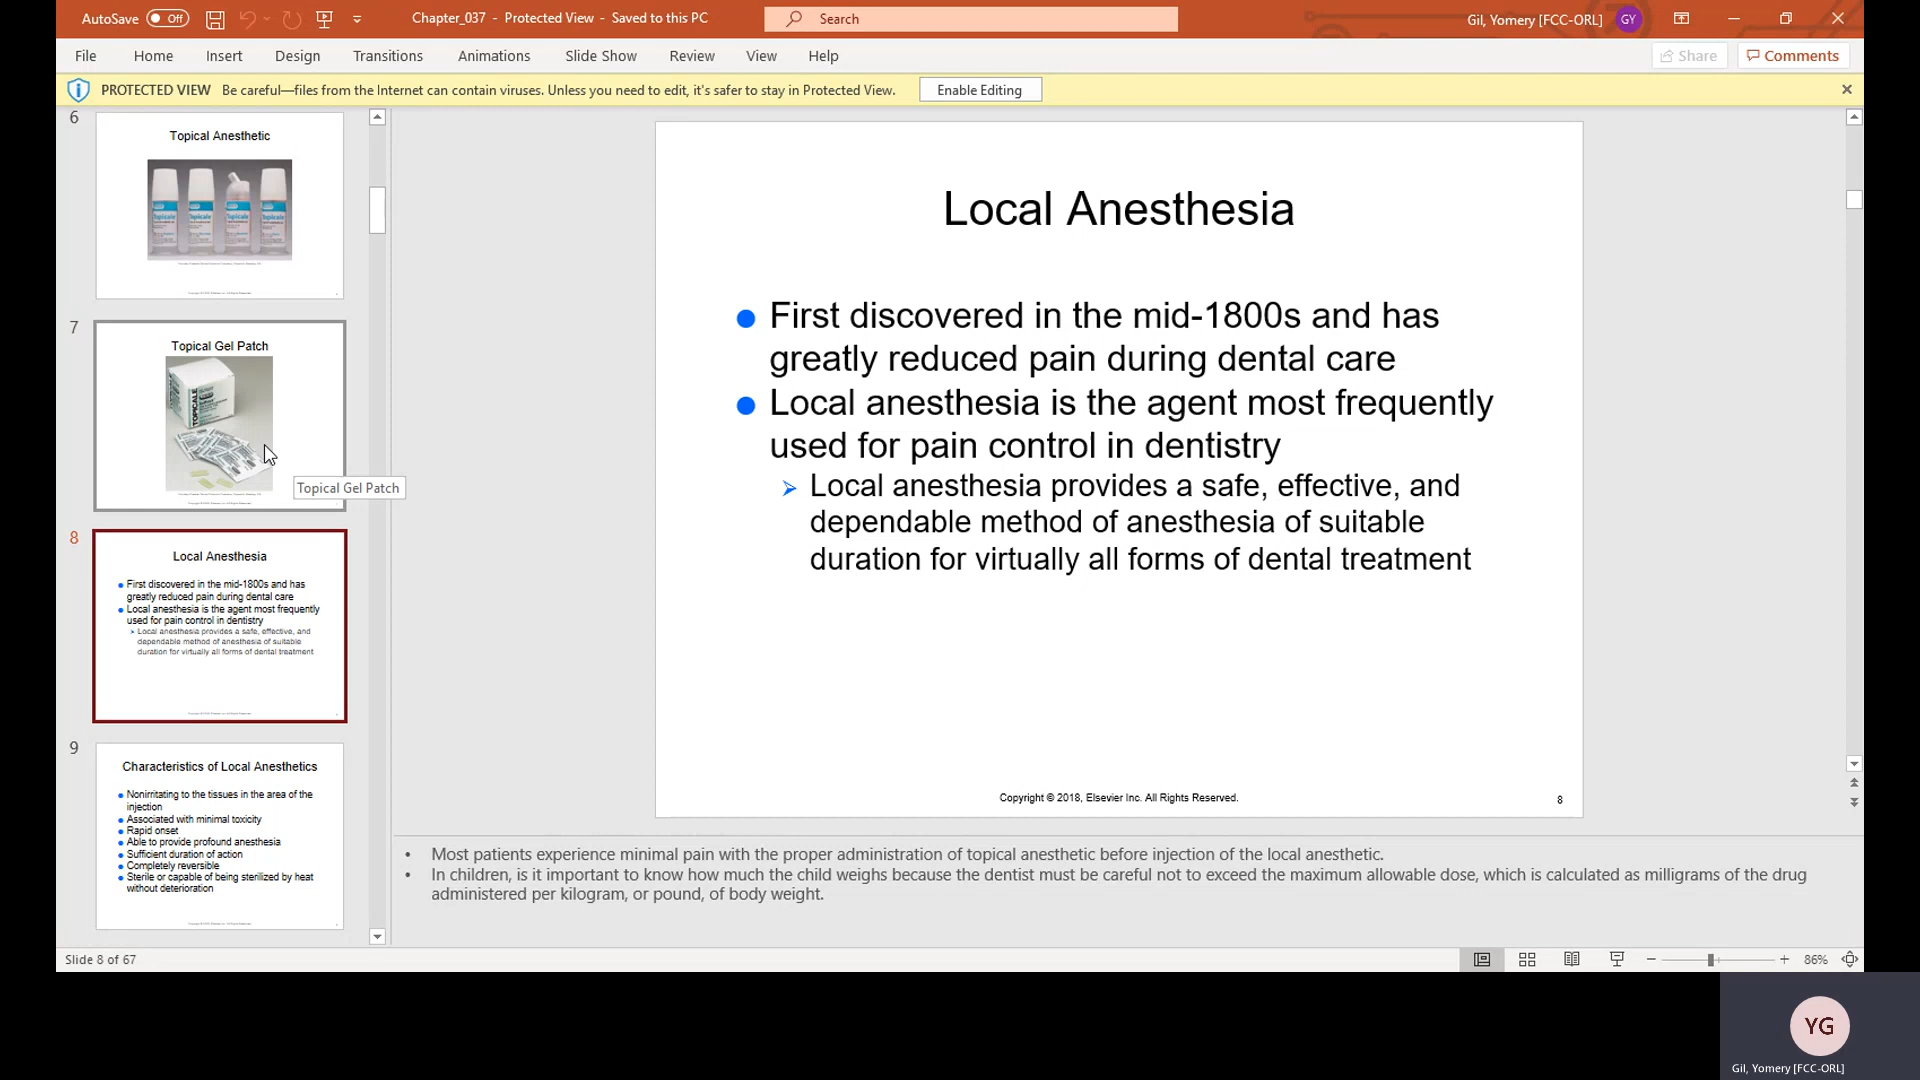 AutoSave Off
Chapter_037 - Protected View - Saved to this PC
Search
Gil, Yomery [FCC-ORL] GY
File Home Insert Design Transitions Animations Slide Show Review View Help
Share Comments
PROTECTED VIEW Be careful—files from the Internet can contain viruses. Unless you need to edit, it's safer to stay in Protected View. Enable Editing
6
Topical Anesthetic
7
Topical Gel Patch
TOPICALE
Topical Gel Patch
8
Local Anesthesia
First discovered in the mid-1800s and has
greatly reduced pain during dental care
Local anesthesia is the agent most frequently
used for pain control in dentistry
Local anesthesia provides a safe, effective, and
dependable method of anesthesia of suitable
duration for virtually all forms of dental treatment
9
Characteristics of Local Anesthetics
Nonirritating to the tissues in the area of the
injection
Associated with minimal toxicity
Rapid onset
Able to provide profound anesthesia
Sufficient duration of action
Completely reversible
Sterile or capable of being sterilized by heat
without deterioration
Local Anesthesia
First discovered in the mid-1800s and has
greatly reduced pain during dental care
Local anesthesia is the agent most frequently
used for pain control in dentistry
Local anesthesia provides a safe, effective, and
dependable method of anesthesia of suitable
duration for virtually all forms of dental treatment
Copyright © 2018, Elsevier Inc. All Rights Reserved.
8
• Most patients experience minimal pain with the proper administration of topical anesthetic before injection of the local anesthetic.
• In children, is it important to know how much the child weighs because the dentist must be careful not to exceed the maximum allowable dose, which is calculated as milligrams of the drug
administered per kilogram, or pound, of body weight.
Slide 8 of 67
86%
YG
Gil, Yomery [FCC-ORL]